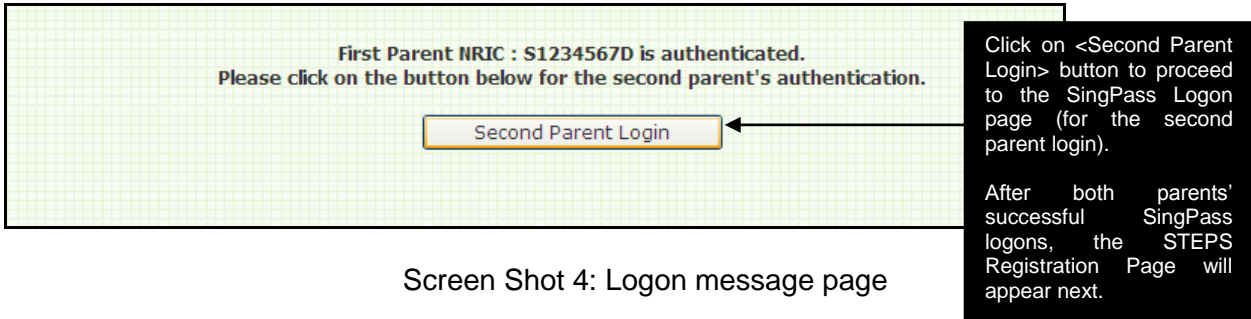 First Parent NRIC : S1234567D is authenticated.
Please click on the button below for the second parent's authentication.
Second Parent Login
Click on <Second Parent
Login> button to proceed
to the SingPass Logon
page (for the second
parent login).
After both parents’
successful SingPass
logons, the STEPS
Registration Page will
appear next.
Screen Shot 4: Logon message page